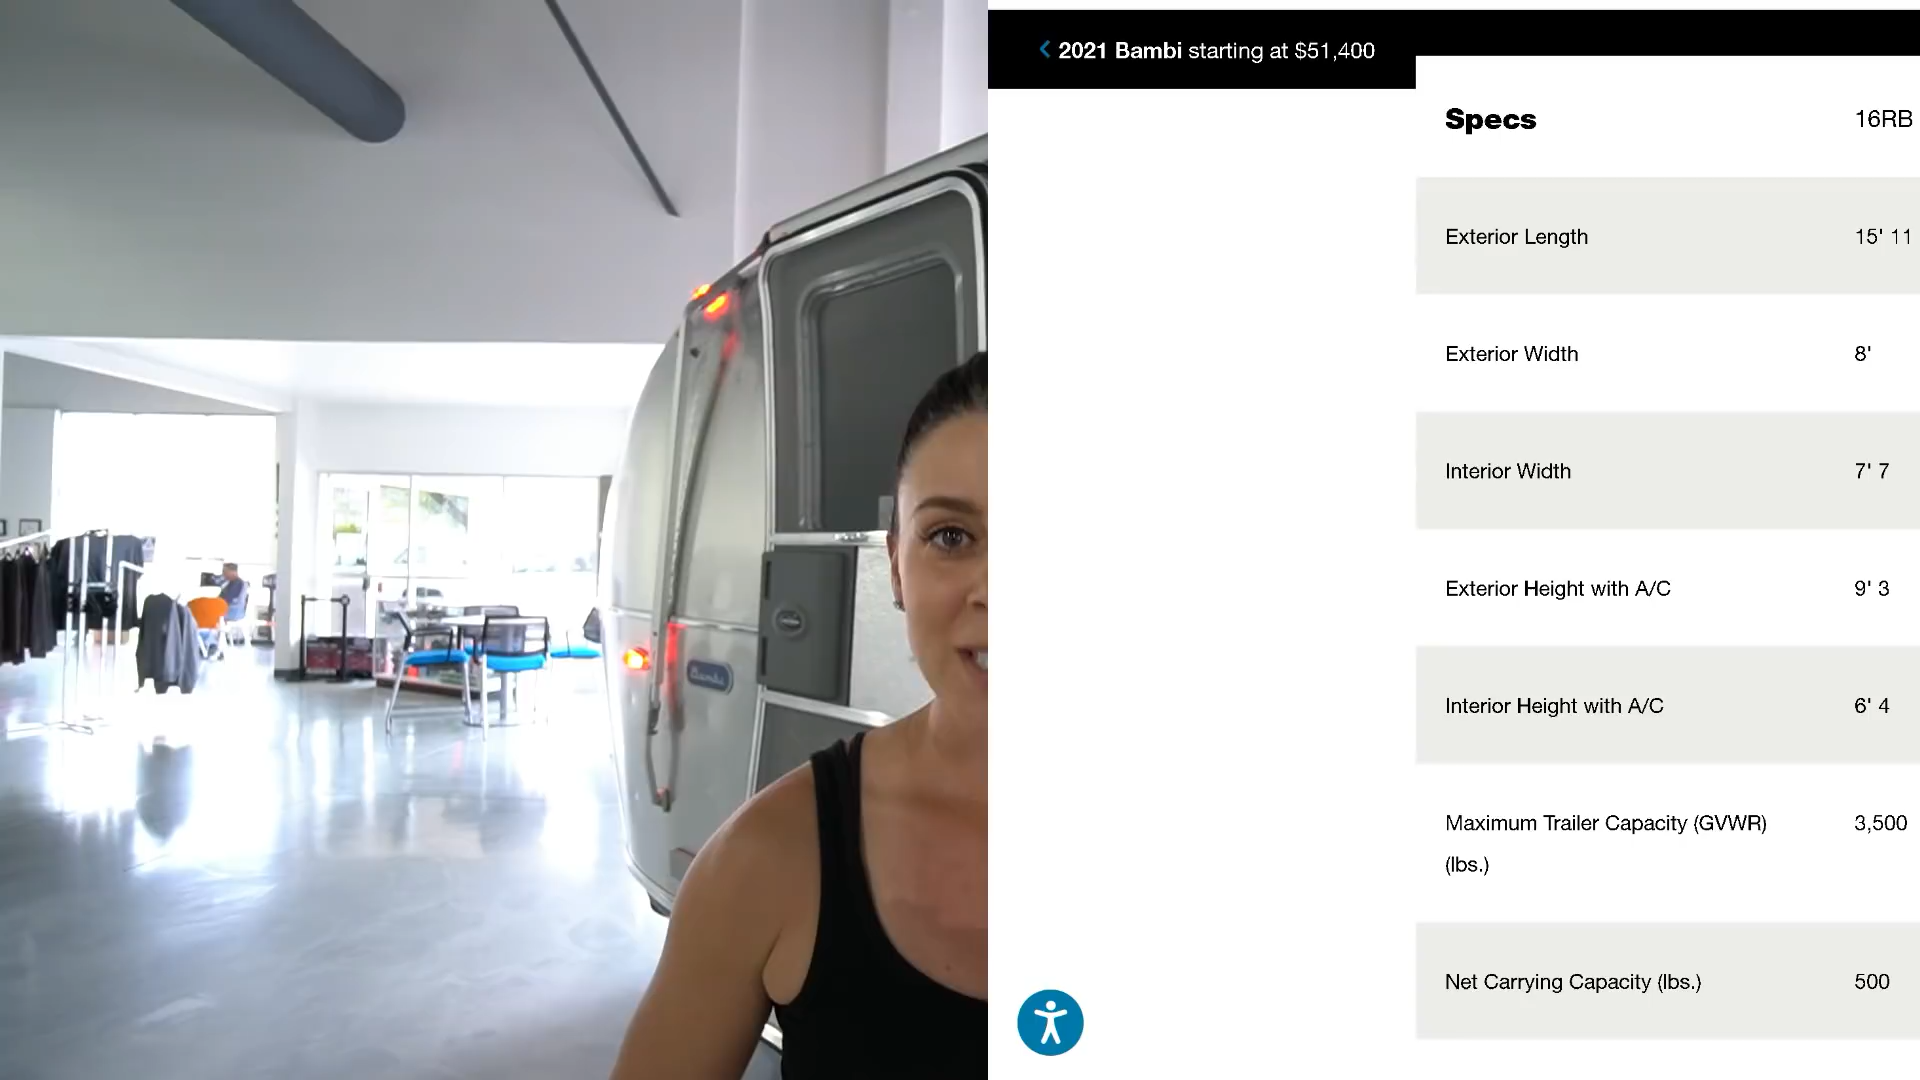 2021 Bambi starting at $51,400
Specs 16RB
Exterior Length 15' 11
Exterior Width 8'
Interior Width 7' 7
Exterior Height with A/C 9' 3
Interior Height with A/C 6' 4
Maximum Trailer Capacity (GVWR) 3,500
(lbs.)
Net Carrying Capacity (lbs.) 500
Bambi